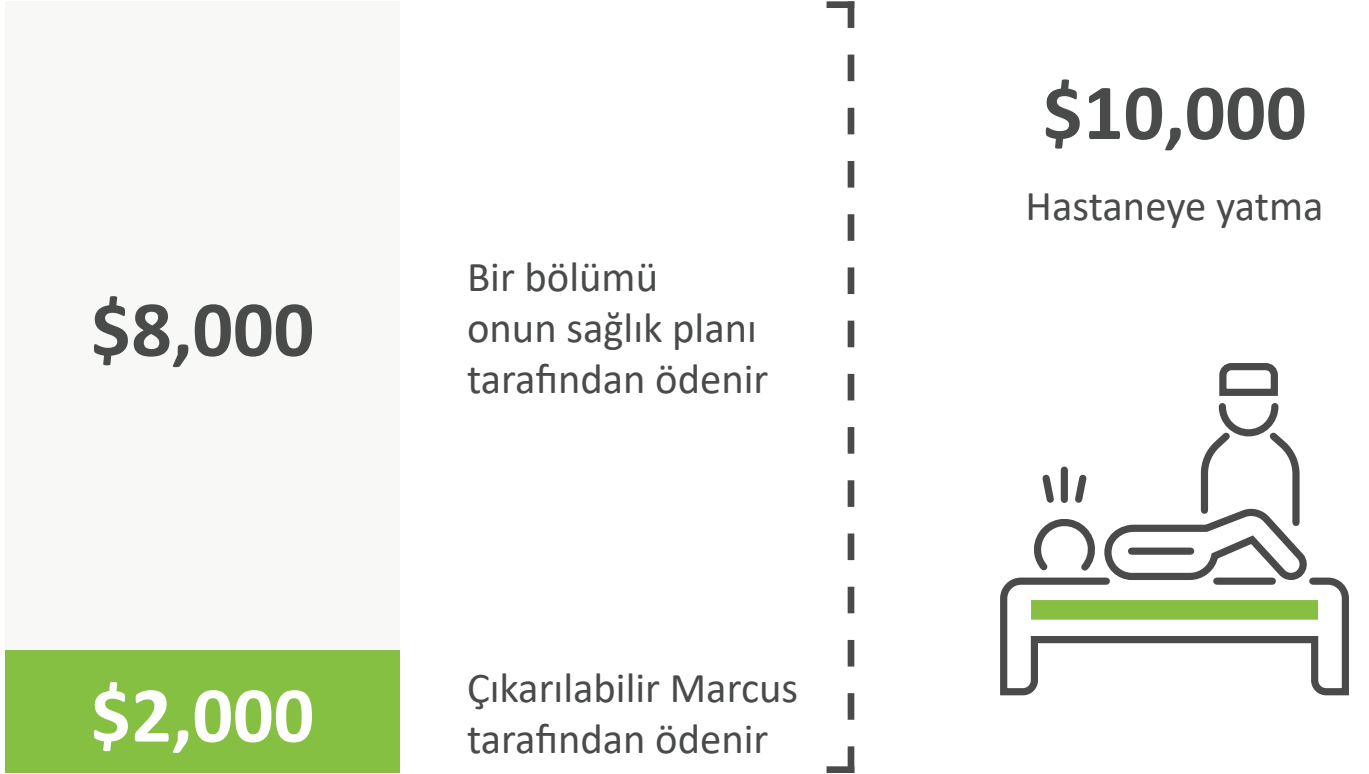 $8,000
Bir bölümü
onun sağlık planı
tarafından ödenir
$2,000
Çıkarılabilir Marcus
tarafından ödenir
$10,000
Hastaneye yatma